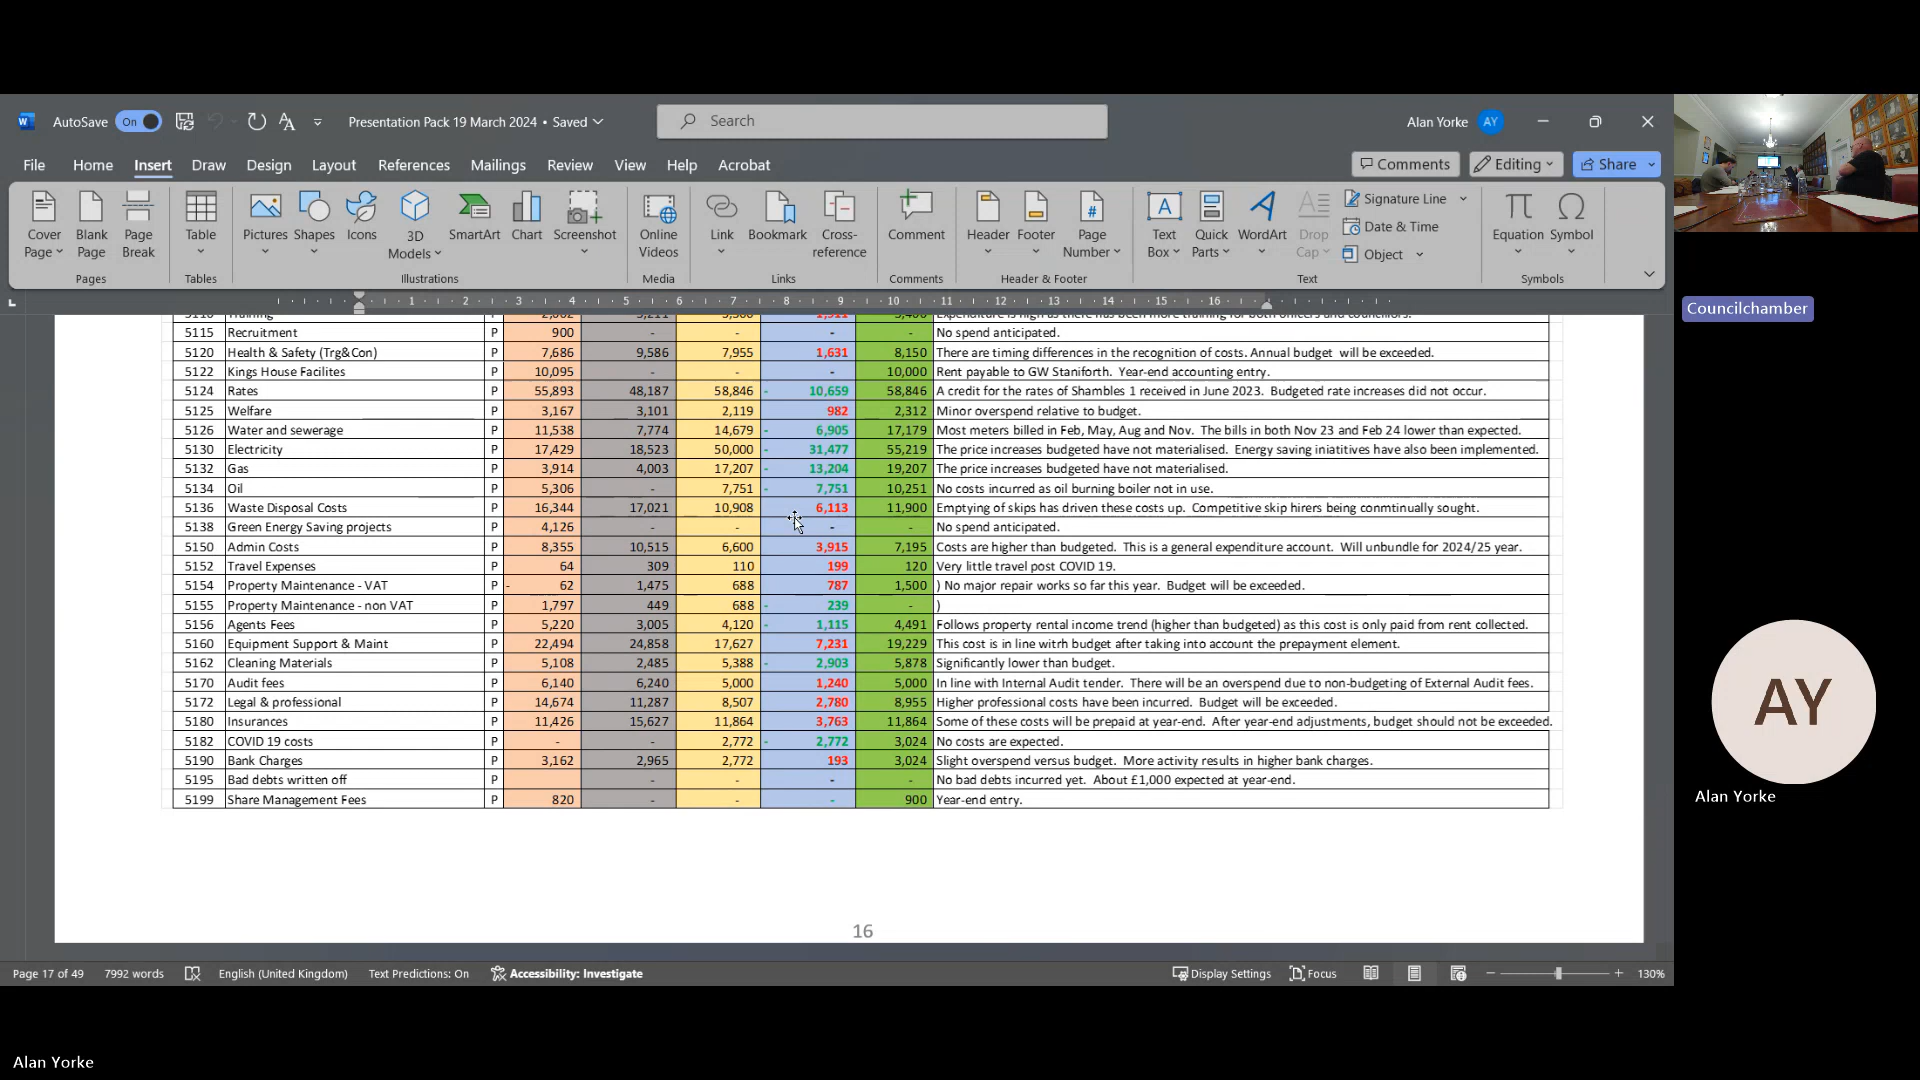 AutoSave On Presentation Pack 19 March 2024 • Saved Search Alan Yorke AY
File Home Insert Draw Design Layout References Mailings Review View Help Acrobat Comments Editing Share
Cover Page Blank Page Page Break Table Pictures Shapes Icons 3D Models SmartArt Chart Screenshot Online Videos Link Bookmark Cross-reference Comment Header Footer Page Number Text Box Quick Parts WordArt Drop Cap Signature Line Date & Time Object Equation Symbol
Pages Tables Illustrations Media Links Comments Header & Footer Text Symbols
1 2 3 4 5 6 7 8 9 10 11 12 13 14 15 16
Expenditure is high as there has been more training for both officers and councillors.
5115 Recruitment P 900 - - - - No spend anticipated.
5120 Health & Safety (Trg&Con) P 7,686 9,586 7,955 1,631 8,150 There are timing differences in the recognition of costs. Annual budget will be exceeded.
5122 Kings House Facilites P 10,095 - - - 10,000 Rent payable to GW Staniforth. Year-end accounting entry.
5124 Rates P 55,893 48,187 58,846 - 10,659 58,846 A credit for the rates of Shambles 1 received in June 2023. Budgeted rate increases did not occur.
5125 Welfare P 3,167 3,101 2,119 982 2,312 Minor overspend relative to budget.
5126 Water and sewerage P 11,538 7,774 14,679 - 6,905 17,179 Most meters billed in Feb, May, Aug and Nov. The bills in both Nov 23 and Feb 24 lower than expected.
5130 Electricity P 17,429 18,523 50,000 - 31,477 55,219 The price increases budgeted have not materialised. Energy saving iniatitives have also been implemented.
5132 Gas P 3,914 4,003 17,207 - 13,204 19,207 The price increases budgeted have not materialised.
5134 Oil P 5,306 - 7,751 - 7,751 10,251 No costs incurred as oil burning boiler not in use.
5136 Waste Disposal Costs P 16,344 17,021 10,908 6,113 11,900 Emptying of skips has driven these costs up. Competitive skip hirers being conmtinually sought.
5138 Green Energy Saving projects P 4,126 - - - - No spend anticipated.
5150 Admin Costs P 8,355 10,515 6,600 3,915 7,195 Costs are higher than budgeted. This is a general expenditure account. Will unbundle for 2024/25 year.
5152 Travel Expenses P 64 309 110 199 120 Very little travel post COVID 19.
5154 Property Maintenance - VAT P - 62 1,475 688 787 1,500 ) No major repair works so far this year. Budget will be exceeded.
5155 Property Maintenance - non VAT P 1,797 449 688 - 239 - )
5156 Agents Fees P 5,220 3,005 4,120 - 1,115 4,491 Follows property rental income trend (higher than budgeted) as this cost is only paid from rent collected.
5160 Equipment Support & Maint P 22,494 24,858 17,627 7,231 19,229 This cost is in line witrh budget after taking into account the prepayment element.
5162 Cleaning Materials P 5,108 2,485 5,388 - 2,903 5,878 Significantly lower than budget.
5170 Audit fees P 6,140 6,240 5,000 1,240 5,000 In line with Internal Audit tender. There will be an overspend due to non-budgeting of External Audit fees.
5172 Legal & professional P 14,674 11,287 8,507 2,780 8,955 Higher professional costs have been incurred. Budget will be exceeded.
5180 Insurances P 11,426 15,627 11,864 3,763 11,864 Some of these costs will be prepaid at year-end. After year-end adjustments, budget should not be exceeded.
5182 COVID 19 costs P - - 2,772 - 2,772 3,024 No costs are expected.
5190 Bank Charges P 3,162 2,965 2,772 193 3,024 Slight overspend versus budget. More activity results in higher bank charges.
5195 Bad debts written off P - - - - No bad debts incurred yet. About £1,000 expected at year-end.
5199 Share Management Fees P 820 - - - 900 Year-end entry.
16
Page 17 of 49 7992 words English (United Kingdom) Text Predictions: On Accessibility: Investigate Display Settings Focus 130%
Councilchamber
AY
Alan Yorke
Alan Yorke